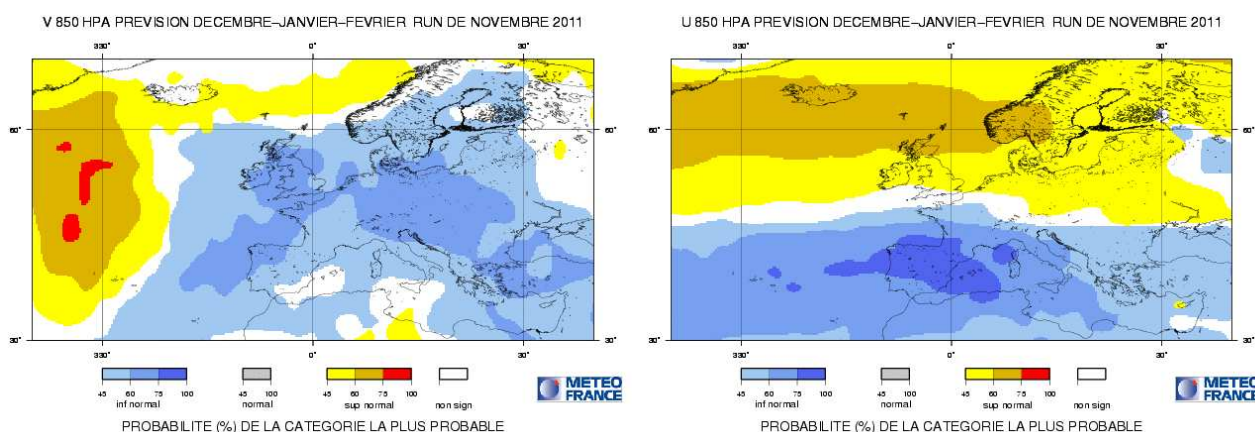 V 850 HPA PREVISION DECEMBRE–JANVIER–FEVRIER RUN DE NOVEMBRE 2011
330° 0° 30°
60° 60°
30° 30°
330° 0° 30°
45 60 75 100 45 100 45 60 75 100
inf normal normal sup normal non sign
METEO
FRANCE
PROBABILITE (%) DE LA CATEGORIE LA PLUS PROBABLE
U 850 HPA PREVISION DECEMBRE–JANVIER–FEVRIER RUN DE NOVEMBRE 2011
330° 0° 30°
60° 60°
30° 30°
330° 0° 30°
45 60 75 100 45 100 45 60 75 100
inf normal normal sup normal non sign
METEO
FRANCE
PROBABILITE (%) DE LA CATEGORIE LA PLUS PROBABLE